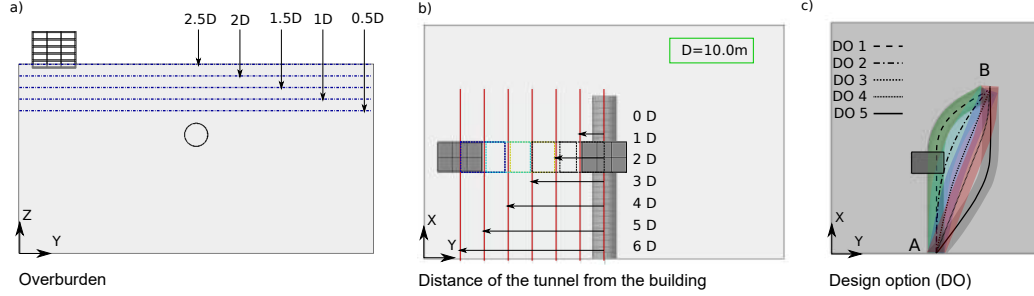 a)
2.5D
2D
1.5D
1D
0.5D
Z
Y
Overburden
b)
D=10.0m
0 D
1 D
2 D
3 D
4 D
5 D
6 D
X
Y
Distance of the tunnel from the building
c)
DO 1
DO 2
DO 3
DO 4
DO 5
B
A
X
Y
Design option (DO)